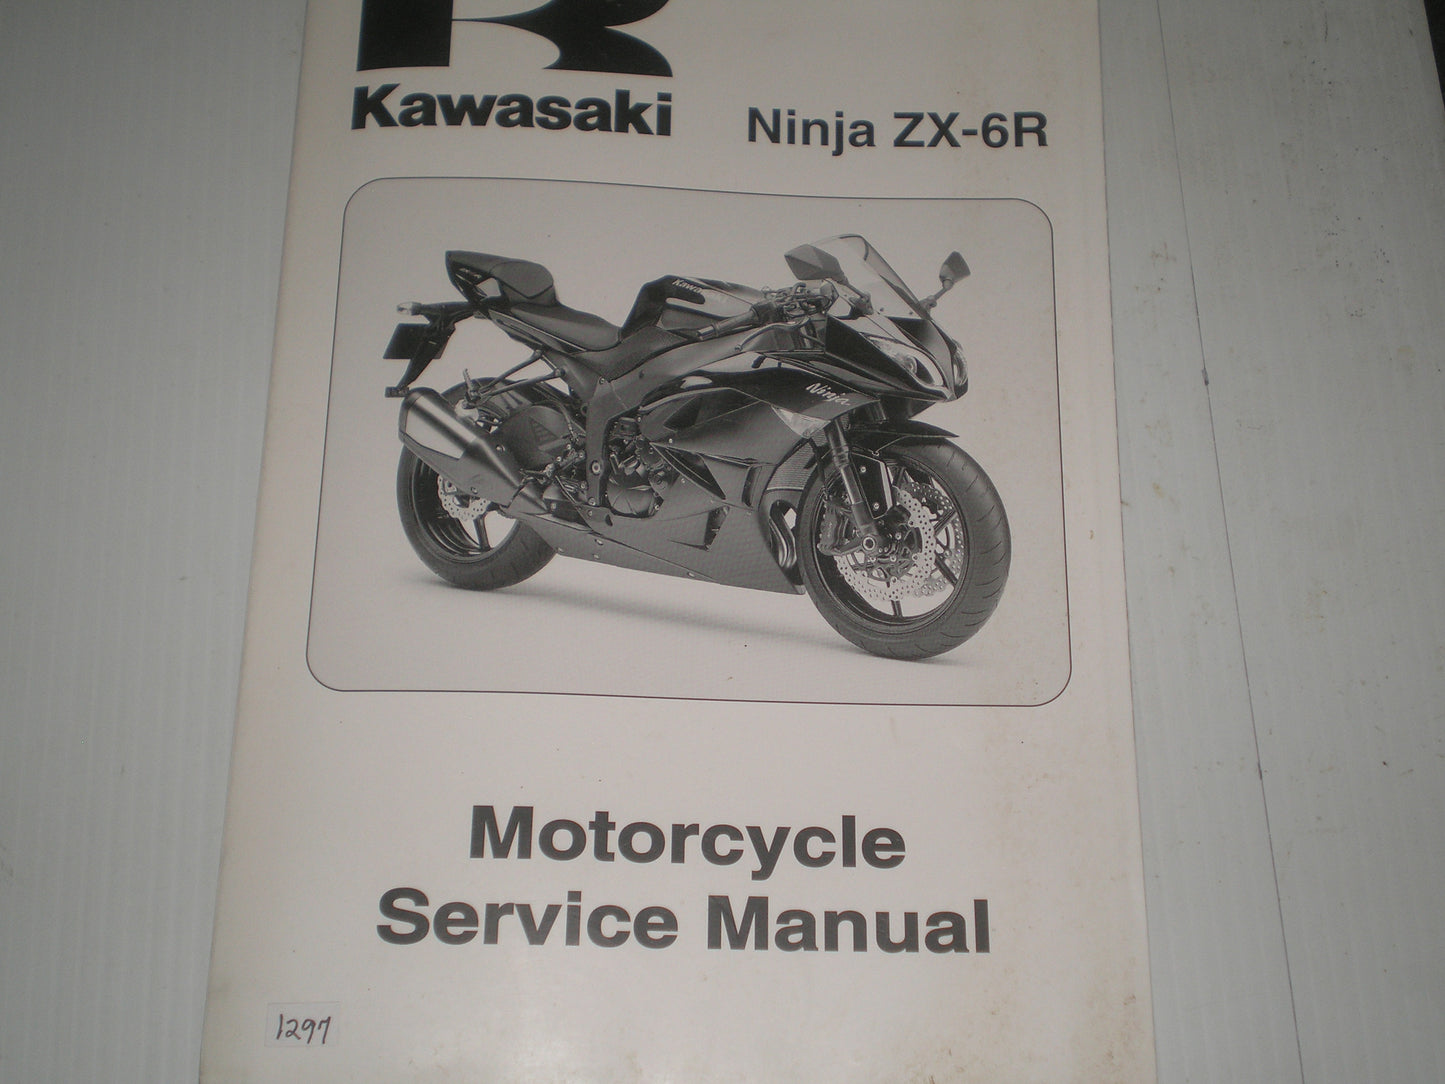 Kawasaki
Ninja ZX-6R
Kawasaki
Ninja
Motorcycle
Service Manual
1297